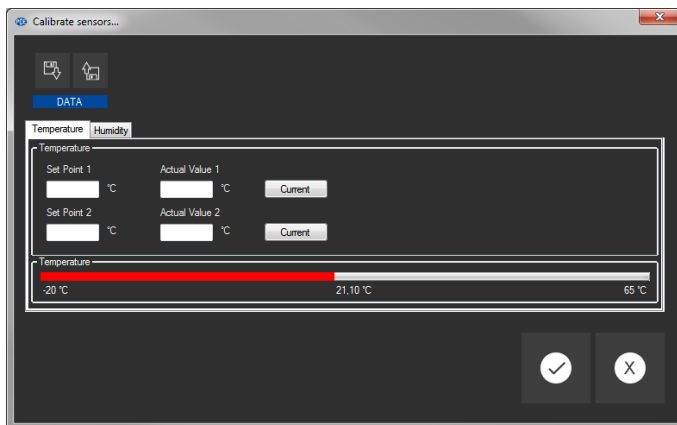 Calibrate sensors...
DATA
Temperature Humidity
Temperature
Set Point 1 Actual Value 1
°C °C Current
Set Point 2 Actual Value 2
°C °C Current
Temperature
-20 °C 21,10 °C 65 °C
X